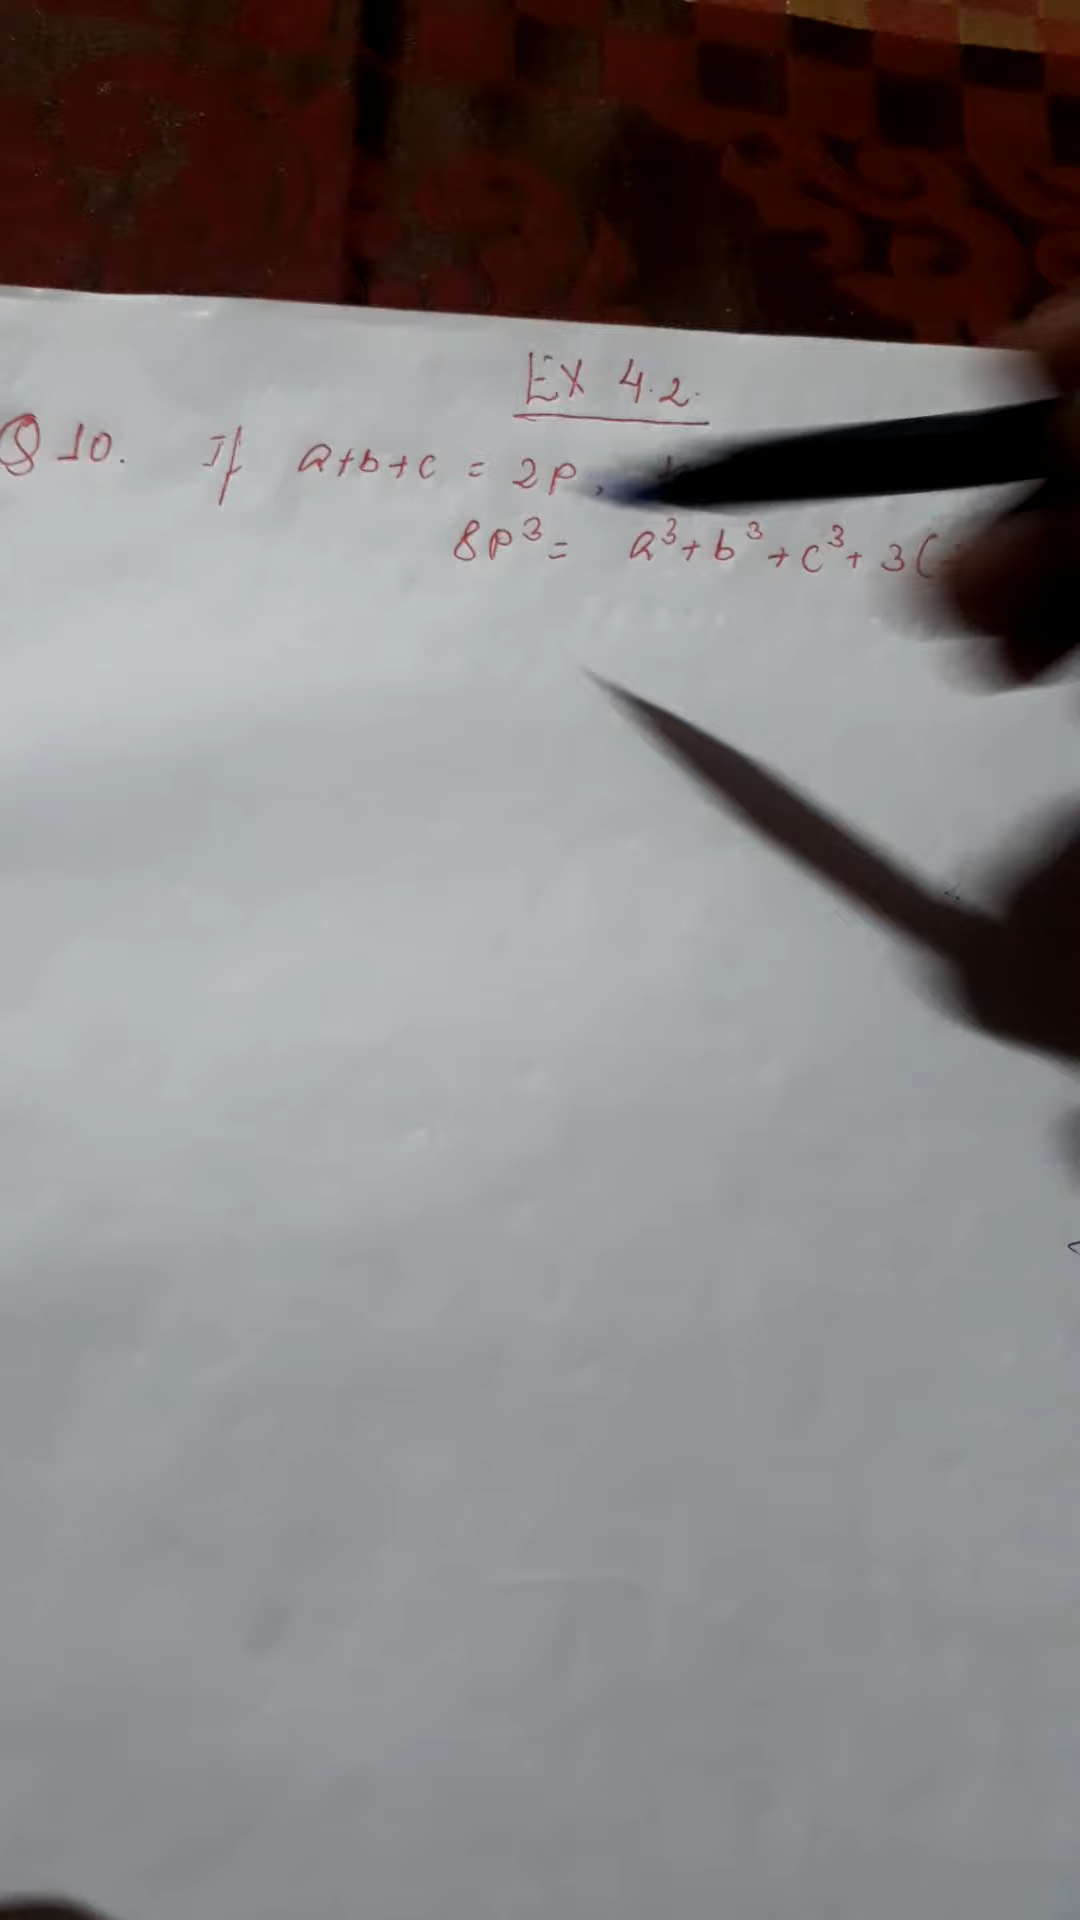 EX 4.2.
Q 10. If a+b+c = 2p,
8p³ = a³+b³+c³+ 3(